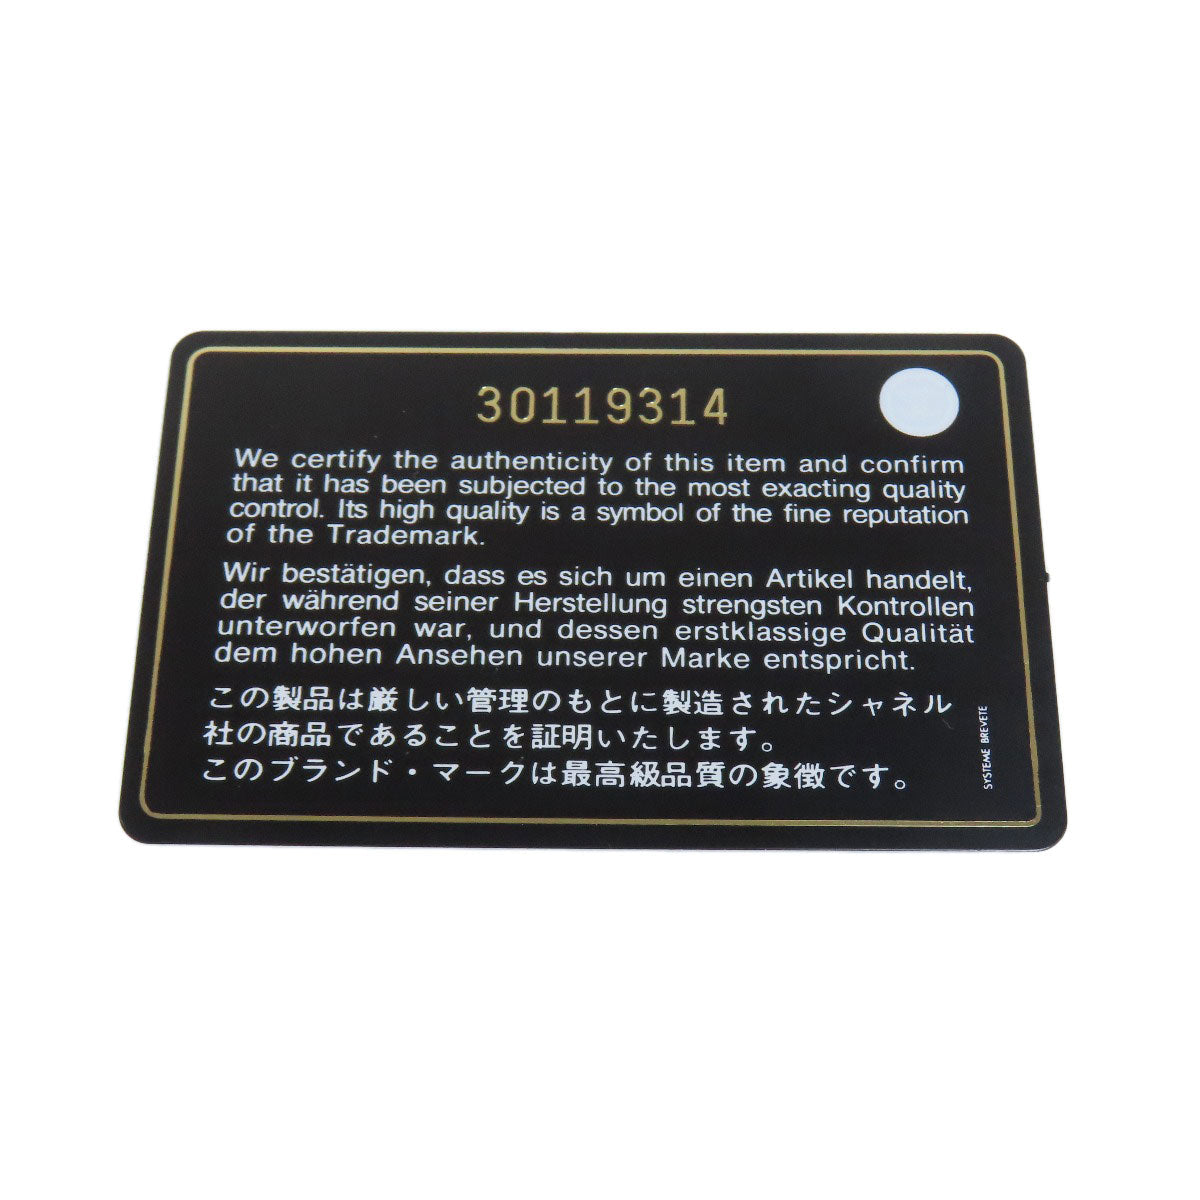 30119314
We certify the authenticity of this item and confirm
that it has been subjected to the most exacting quality
control. Its high quality is a symbol of the fine reputation
of the Trademark.
Wir bestätigen, dass es sich um einen Artikel handelt,
der während seiner Herstellung strengsten Kontrollen
unterworfen war, und dessen erstklassige Qualität
dem hohen Ansehen unserer Marke entspricht.
この製品は厳しい管理のもとに製造されたシャネル
社の商品であることを証明いたします。
このブランド・マークは最高級品質の象徴です。
SYSTEME BREVETE